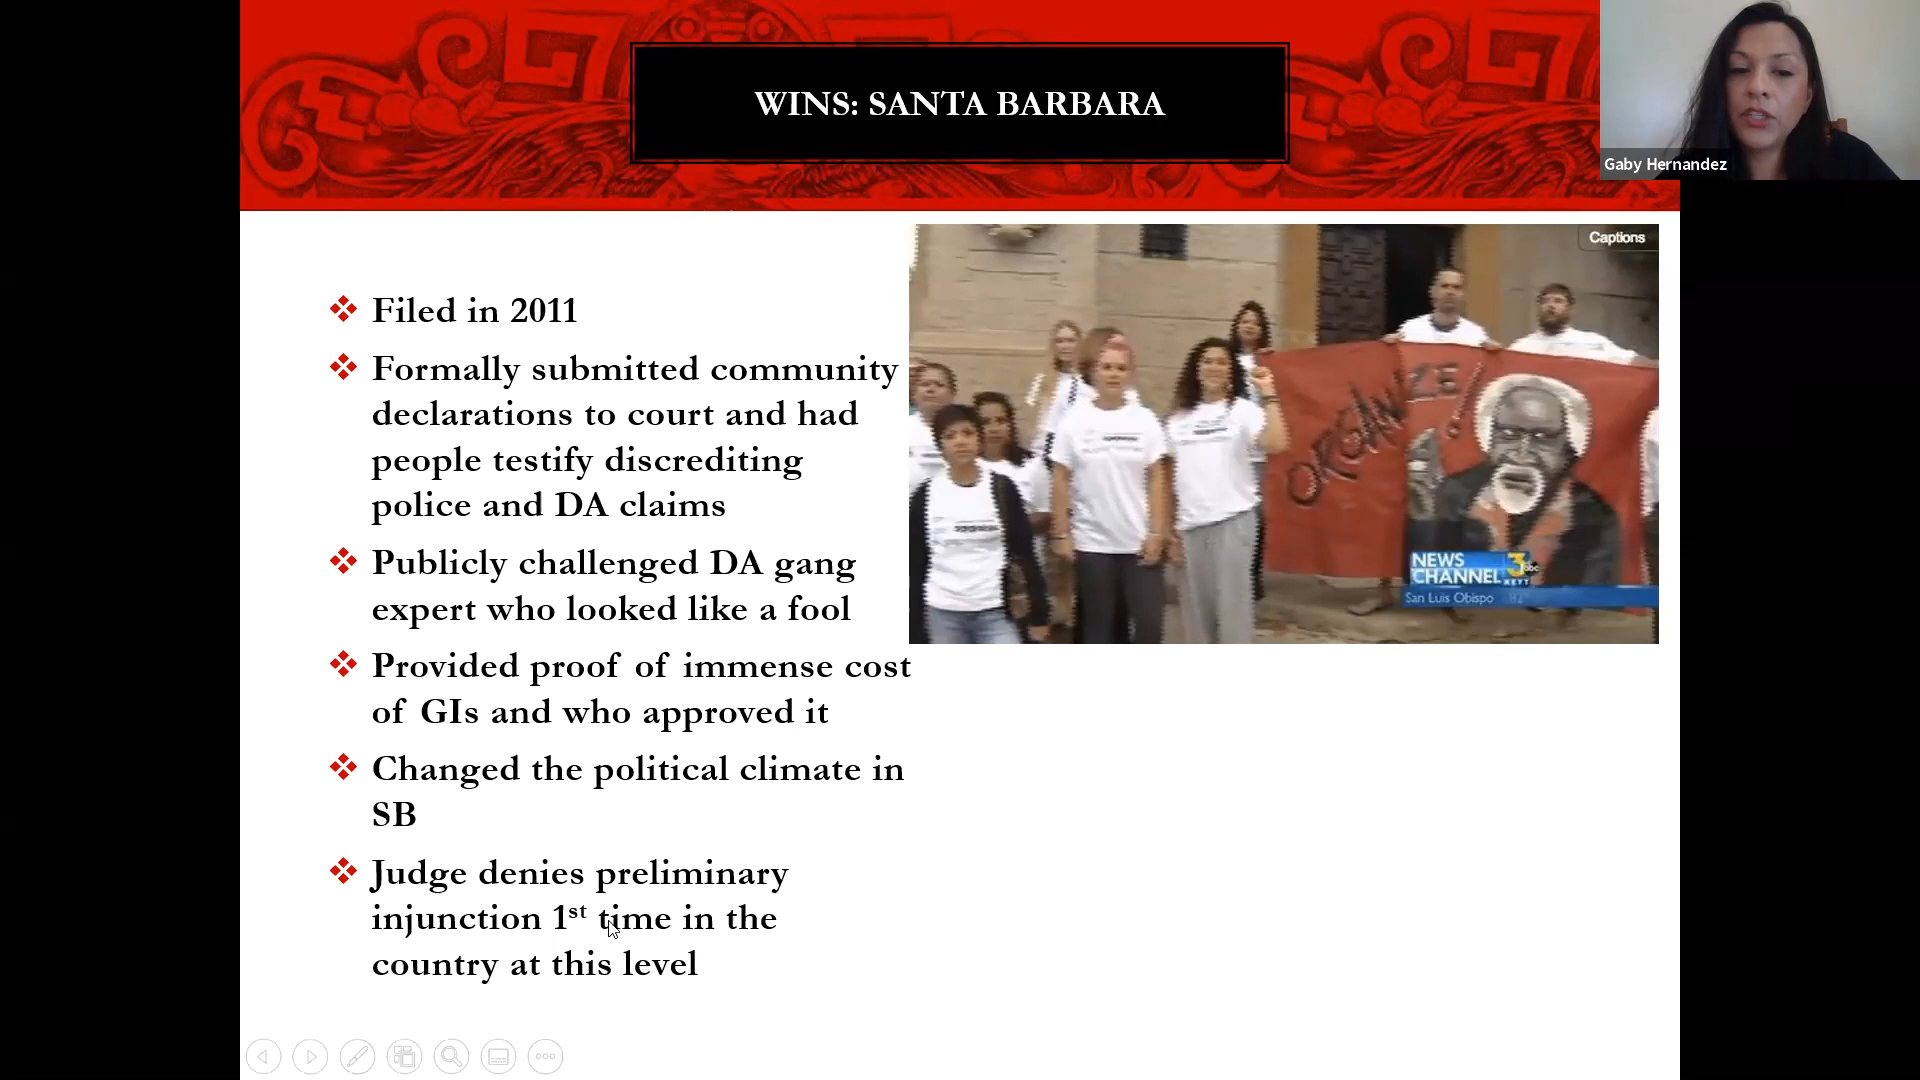 WINS: SANTA BARBARA
Gaby Hernandez
❖ Filed in 2011
❖ Formally submitted community
declarations to court and had
people testify discrediting
police and DA claims
❖ Publicly challenged DA gang
expert who looked like a fool
❖ Provided proof of immense cost
of GIs and who approved it
❖ Changed the political climate in
SB
❖ Judge denies preliminary
injunction 1st time in the
country at this level
Captions
ORGANIZE!
NEWS
CHANNEL 3
abc
KEYT
San Luis Obispo